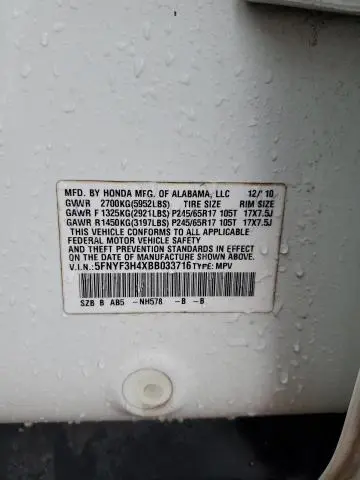 MFD. BY HONDA MFG. OF ALABAMA, LLC 12/'10
GVWR 2700KG(5952LBS) TIRE SIZE RIM SIZE
GAWR F 1325KG(2921LBS) P245/65R17 105T 17X7.5J
GAWR R 1450KG(3197LBS) P245/65R17 105T 17X7.5J
THIS VEHICLE CONFORMS TO ALL APPLICABLE
FEDERAL MOTOR VEHICLE SAFETY
AND THEFT PREVENTION STANDARDS IN EFFECT
ON THE DATE OF MANUFACTURE SHOWN ABOVE.
V.I.N.: 5FNYF3H4XBB033716 TYPE: MPV
SZB B AB5 -NH578 -B -B